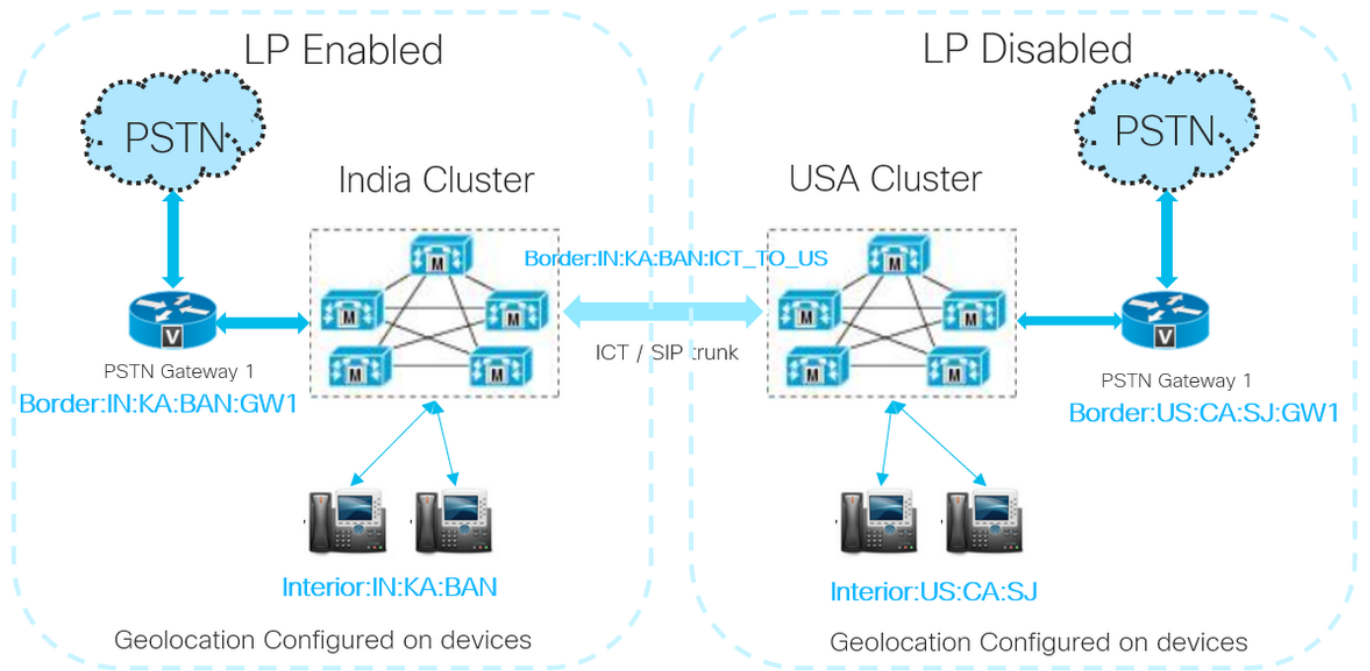 LP Enabled
LP Disabled
PSTN
PSTN
India Cluster
USA Cluster
M
M
M
M
M
M
M
M
M
M
Border:IN:KA:BAN:ICT_TO_US
ICT / SIP trunk
V
V
PSTN Gateway 1
Border:IN:KA:BAN:GW1
PSTN Gateway 1
Border:US:CA:SJ:GW1
,
,
,
,
Interior:IN:KA:BAN
Interior:US:CA:SJ
Geolocation Configured on devices
Geolocation Configured on devices